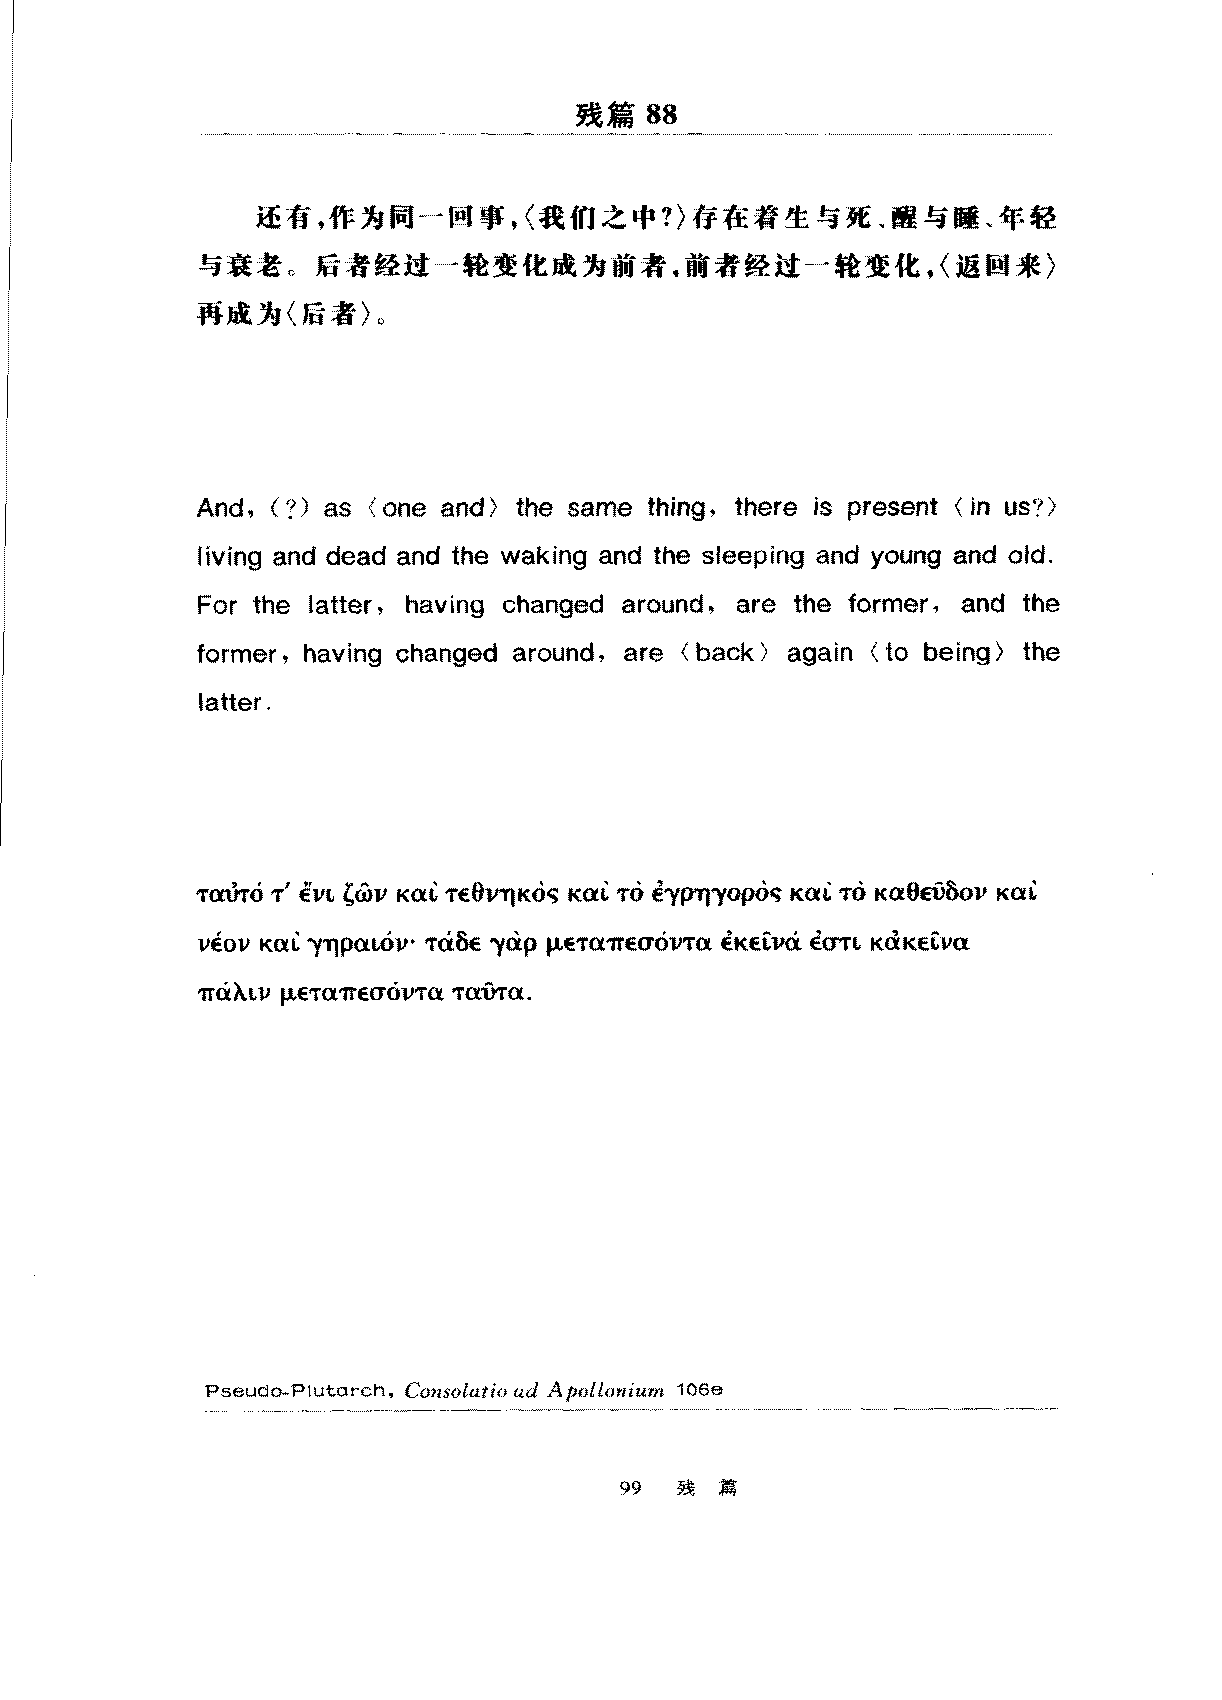 残篇 88
还有,作为同一回事,〈我们之中?〉存在着生与死、醒与睡、年轻
与衰老。后者经过一轮变化成为前者,前者经过一轮变化,〈返回来〉
再成为〈后者〉。
And, (?) as 〈one and〉 the same thing, there is present 〈in us?〉
living and dead and the waking and the sleeping and young and old.
For the latter, having changed around, are the former, and the
former, having changed around, are 〈back〉 again 〈to being〉 the
latter.
ταὐτό τ' ἔνι ζῶν καὶ τεθνηκὸς καὶ τὸ ἐγρηγορὸς καὶ τὸ καθεῦδον καὶ
νέον καὶ γηραιόν· τάδε γὰρ μεταπεσόντα ἐκεῖνά ἐστι κἀκεῖνα
πάλιν μεταπεσόντα ταῦτα.
Pseudo-Plutarch, Consolatio ad Apollonium 106e
99 残 篇